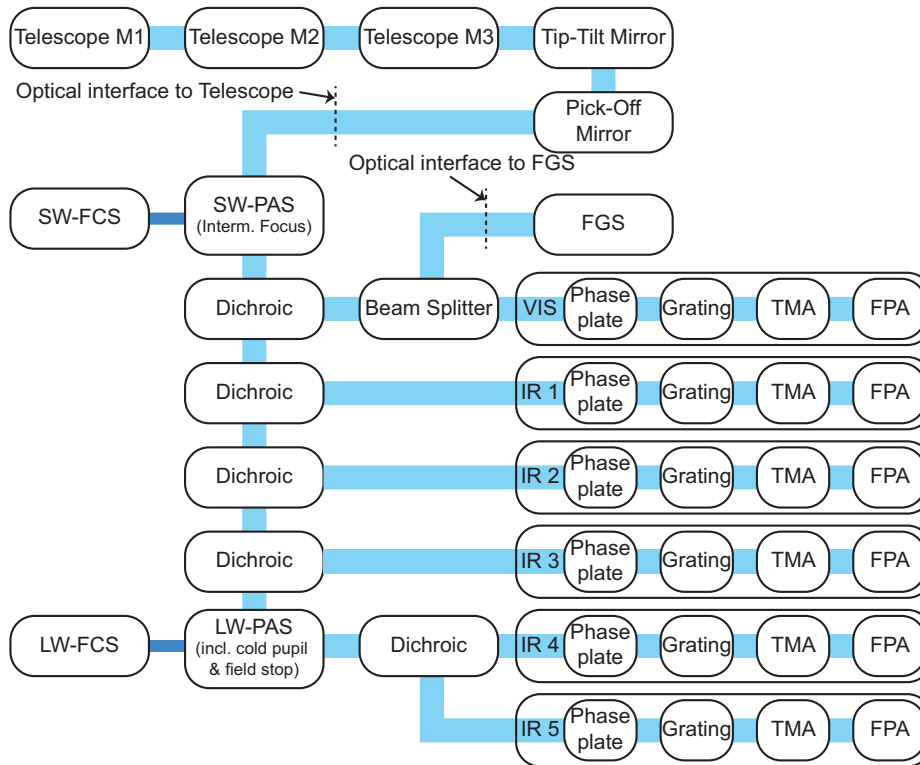 Telescope M1
Telescope M2
Telescope M3
Tip-Tilt Mirror
Optical interface to Telescope
Pick-Off
Mirror
Optical interface to FGS
SW-FCS
SW-PAS
(Interm. Focus)
FGS
Dichroic
Beam Splitter
VIS
Phase
plate
Grating
TMA
FPA
Dichroic
IR 1
Phase
plate
Grating
TMA
FPA
Dichroic
IR 2
Phase
plate
Grating
TMA
FPA
Dichroic
IR 3
Phase
plate
Grating
TMA
FPA
LW-FCS
LW-PAS
(incl. cold pupil
& field stop)
Dichroic
IR 4
Phase
plate
Grating
TMA
FPA
IR 5
Phase
plate
Grating
TMA
FPA